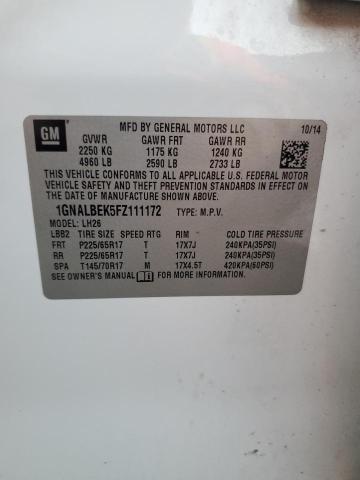 GM
MFD BY GENERAL MOTORS LLC 10/14
GVWR GAWR FRT GAWR RR
2250 KG 1175 KG 1240 KG
4960 LB 2590 LB 2733 LB
THIS VEHICLE CONFORMS TO ALL APPLICABLE U.S. FEDERAL MOTOR
VEHICLE SAFETY AND THEFT PREVENTION STANDARDS IN EFFECT ON
THE DATE OF MANUFACTURE SHOWN ABOVE.
1GNALBEK5FZ111172 TYPE: M.P.V.
MODEL: LH26
LBB2 TIRE SIZE SPEED RTG RIM COLD TIRE PRESSURE
FRT P225/65R17 T 17X7J 240KPA(35PSI)
RR P225/65R17 T 17X7J 240KPA(35PSI)
SPA T145/70R17 M 17X4.5T 420KPA(60PSI)
SEE OWNER'S MANUAL FOR MORE INFORMATION.